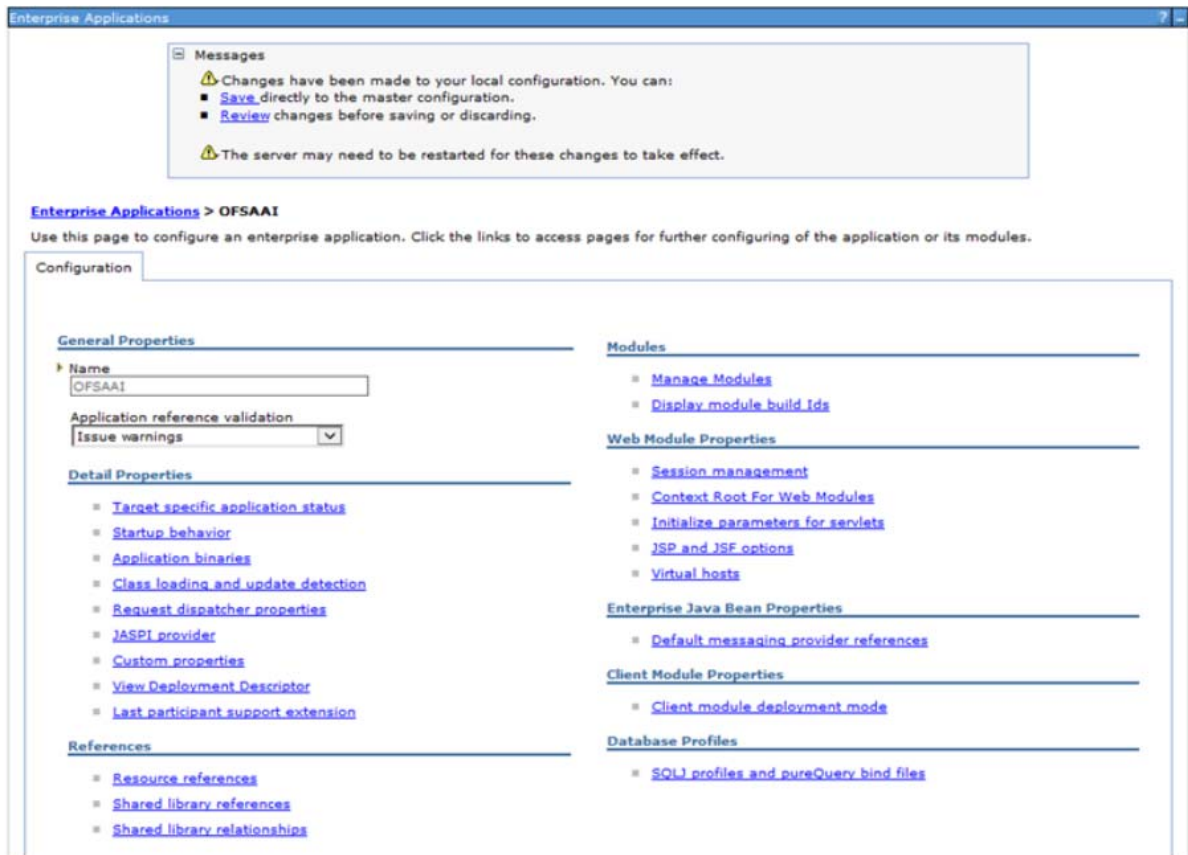 Enterprise Applications ? -
Messages
Changes have been made to your local configuration. You can:
Save directly to the master configuration.
Review changes before saving or discarding.
The server may need to be restarted for these changes to take effect.
Enterprise Applications > OFSAAI
Use this page to configure an enterprise application. Click the links to access pages for further configuring of the application or its modules.
Configuration
General Properties
Name
OFSAAI
Application reference validation
Issue warnings
Detail Properties
Target specific application status
Startup behavior
Application binaries
Class loading and update detection
Request dispatcher properties
JASPI provider
Custom properties
View Deployment Descriptor
Last participant support extension
References
Resource references
Shared library references
Shared library relationships
Modules
Manage Modules
Display module build Ids
Web Module Properties
Session management
Context Root For Web Modules
Initialize parameters for servlets
JSP and JSF options
Virtual hosts
Enterprise Java Bean Properties
Default messaging provider references
Client Module Properties
Client module deployment mode
Database Profiles
SQLJ profiles and pureQuery bind files